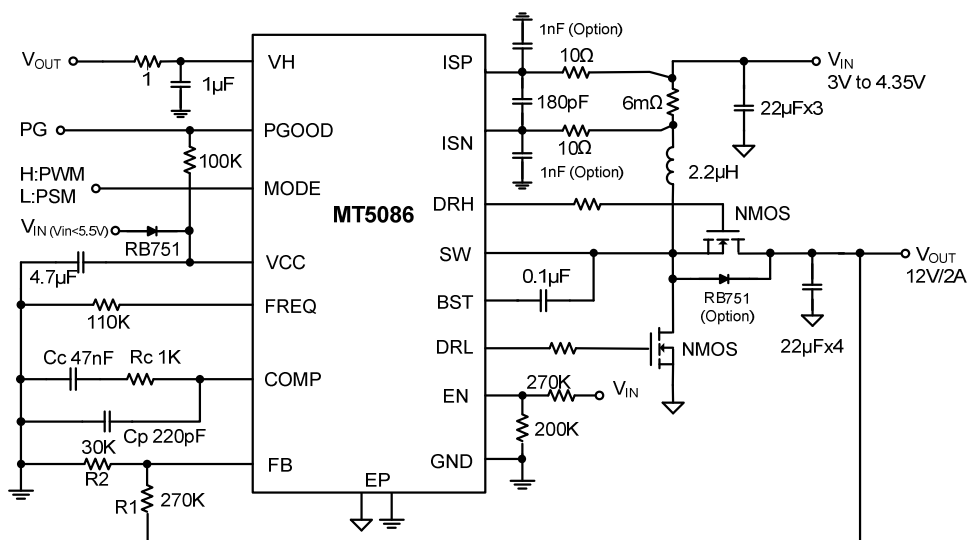 VOUT
1
1µF
VH
PG
PGOOD
100K
H:PWM
L:PSM
MODE
VIN (Vin<5.5V)
RB751
4.7µF
VCC
110K
FREQ
Cc 47nF
Rc 1K
COMP
Cp 220pF
30K
R2
FB
R1
270K
MT5086
EP
ISP
ISN
DRH
SW
BST
DRL
EN
GND
1nF (Option)
10Ω
180pF
10Ω
1nF (Option)
6mΩ
VIN
3V to 4.35V
22µFx3
2.2µH
NMOS
0.1µF
RB751
(Option)
VOUT
12V/2A
22µFx4
NMOS
270K
VIN
200K